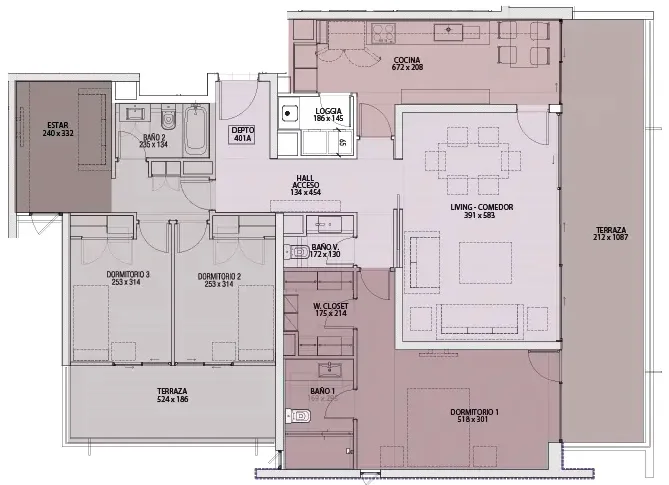 COCINA
672 x 208
ESTAR
240 x 332
BAÑO 2
235 x 134
DEPTO
401A
LOGGIA
186 x 145
65
HALL
ACCESO
134 x 454
LIVING - COMEDOR
391 x 583
TERRAZA
212 x 1087
BAÑO V.
172 x 130
DORMITORIO 3
253 x 314
DORMITORIO 2
253 x 314
W. CLOSET
175 x 214
TERRAZA
524 x 186
BAÑO 1
DORMITORIO 1
518 x 301